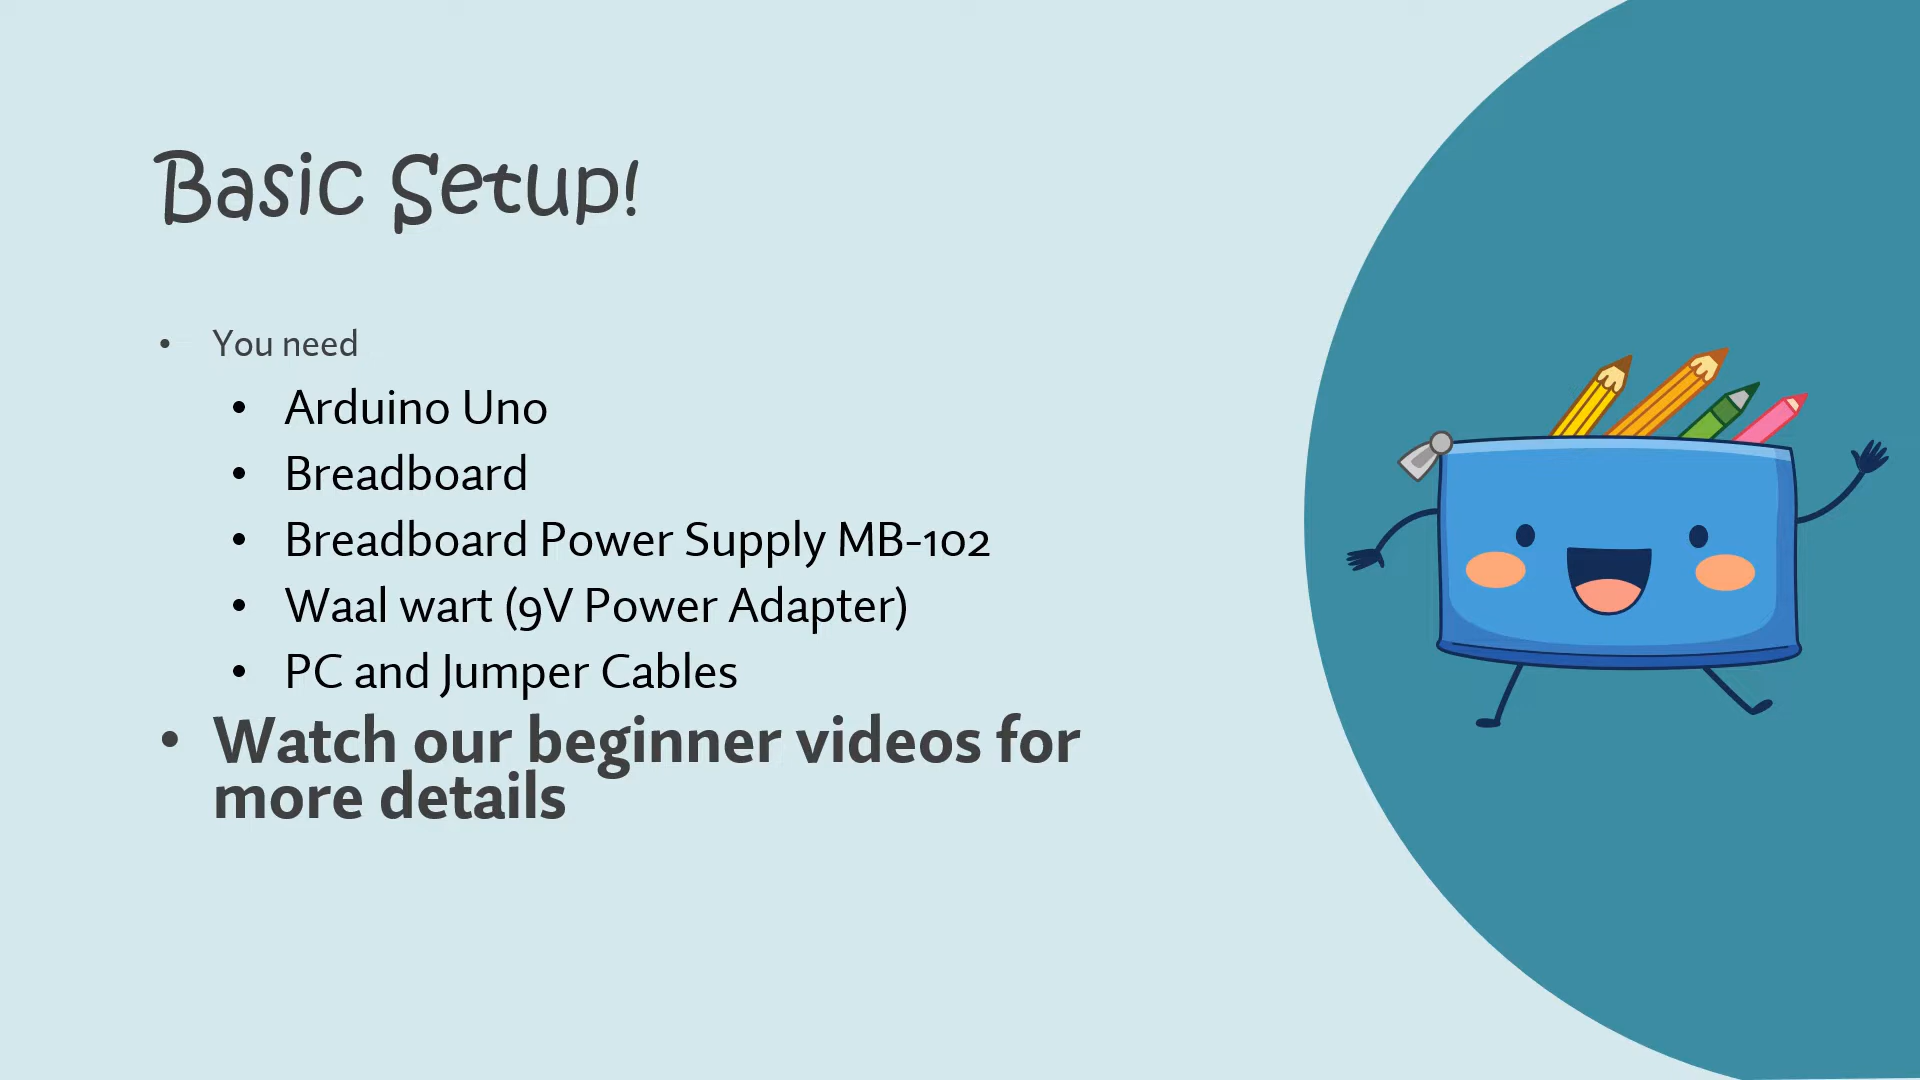 Basic Setup!
• You need
• Arduino Uno
• Breadboard
• Breadboard Power Supply MB-102
• Waal wart (9V Power Adapter)
• PC and Jumper Cables
• Watch our beginner videos for
more details